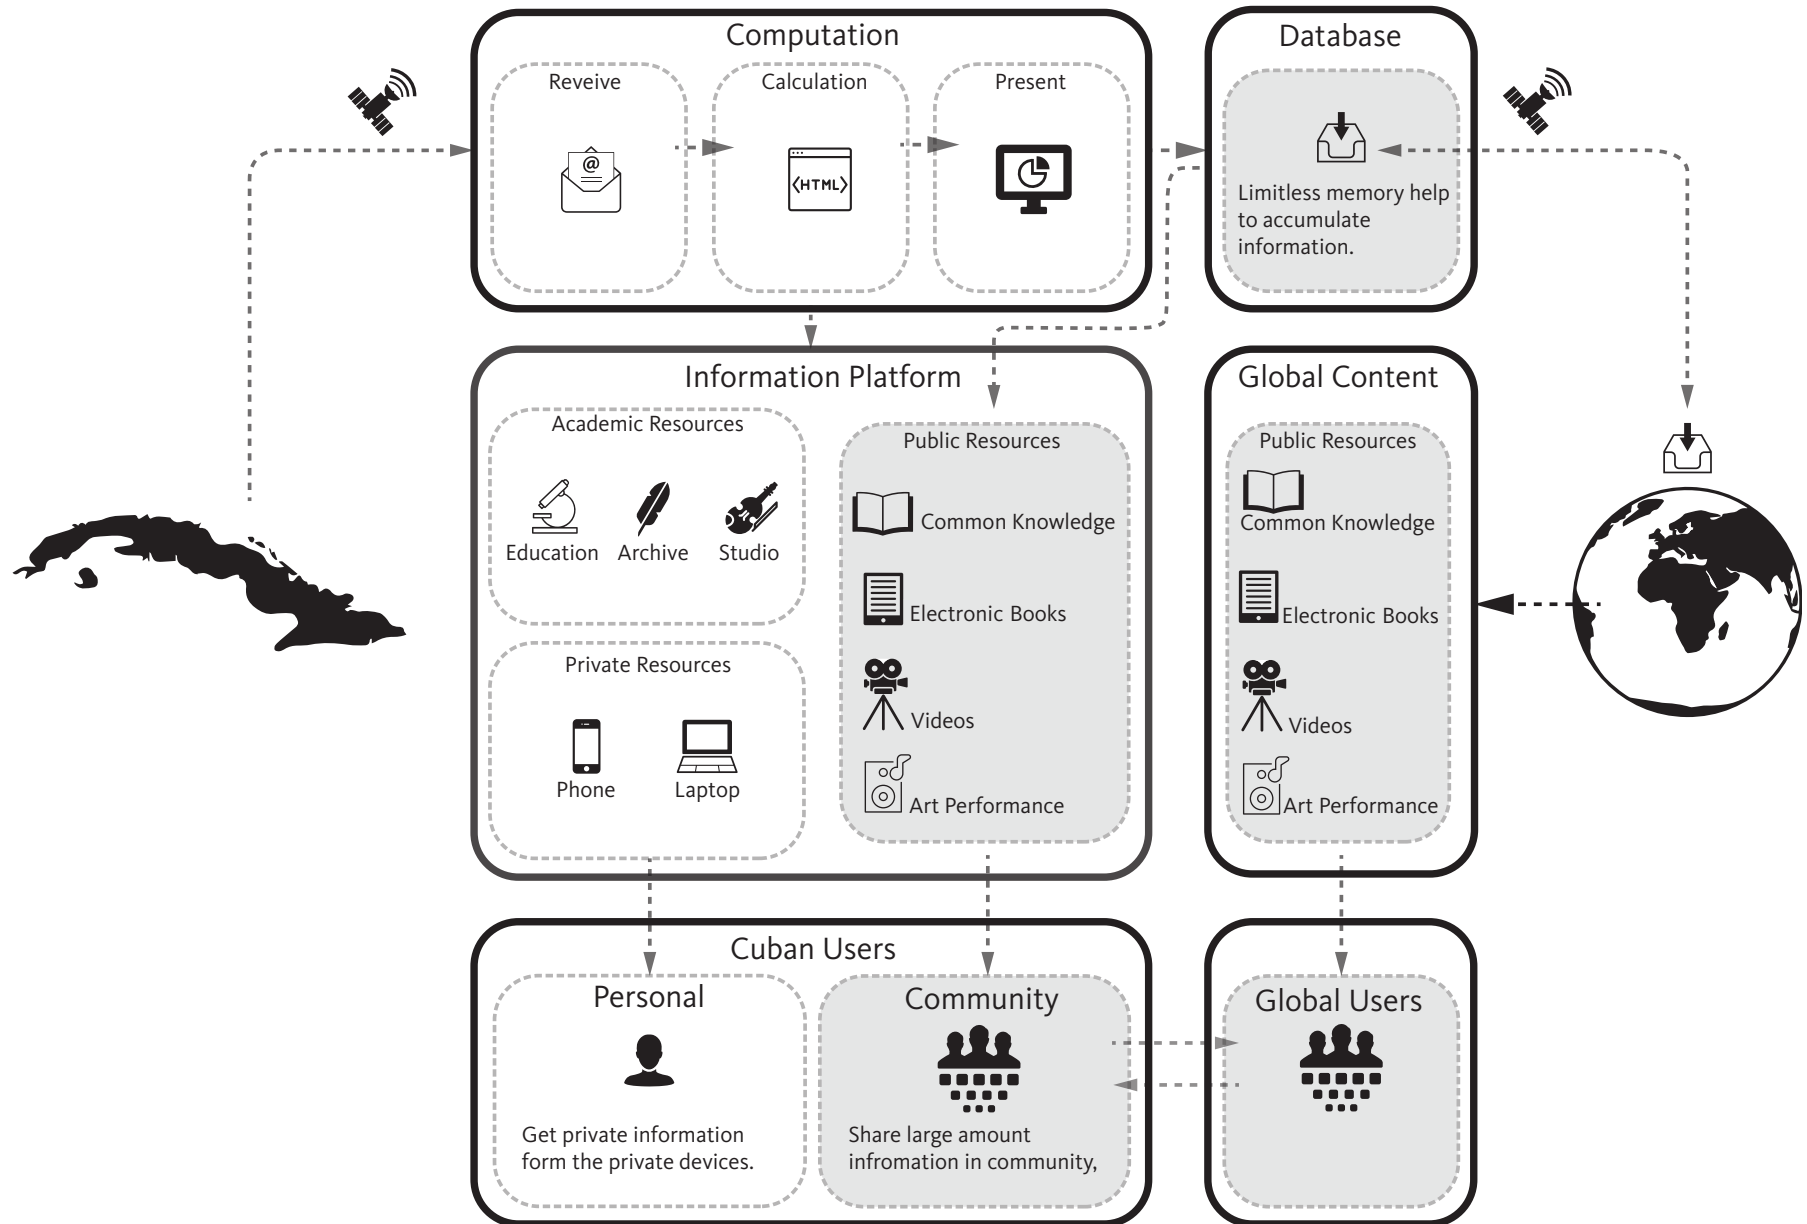 Computation
Reveive
Calculation
Present
@
<HTML>
Database
Limitless memory help
to accumulate
information.
Information Platform
Academic Resources
Education
Archive
Studio
Private Resources
Phone
Laptop
Public Resources
Common Knowledge
Electronic Books
Videos
Art Performance
Global Content
Public Resources
Common Knowledge
Electronic Books
Videos
Art Performance
Cuban Users
Personal
Get private information
form the private devices.
Community
Share large amount
infromation in community,
Global Users